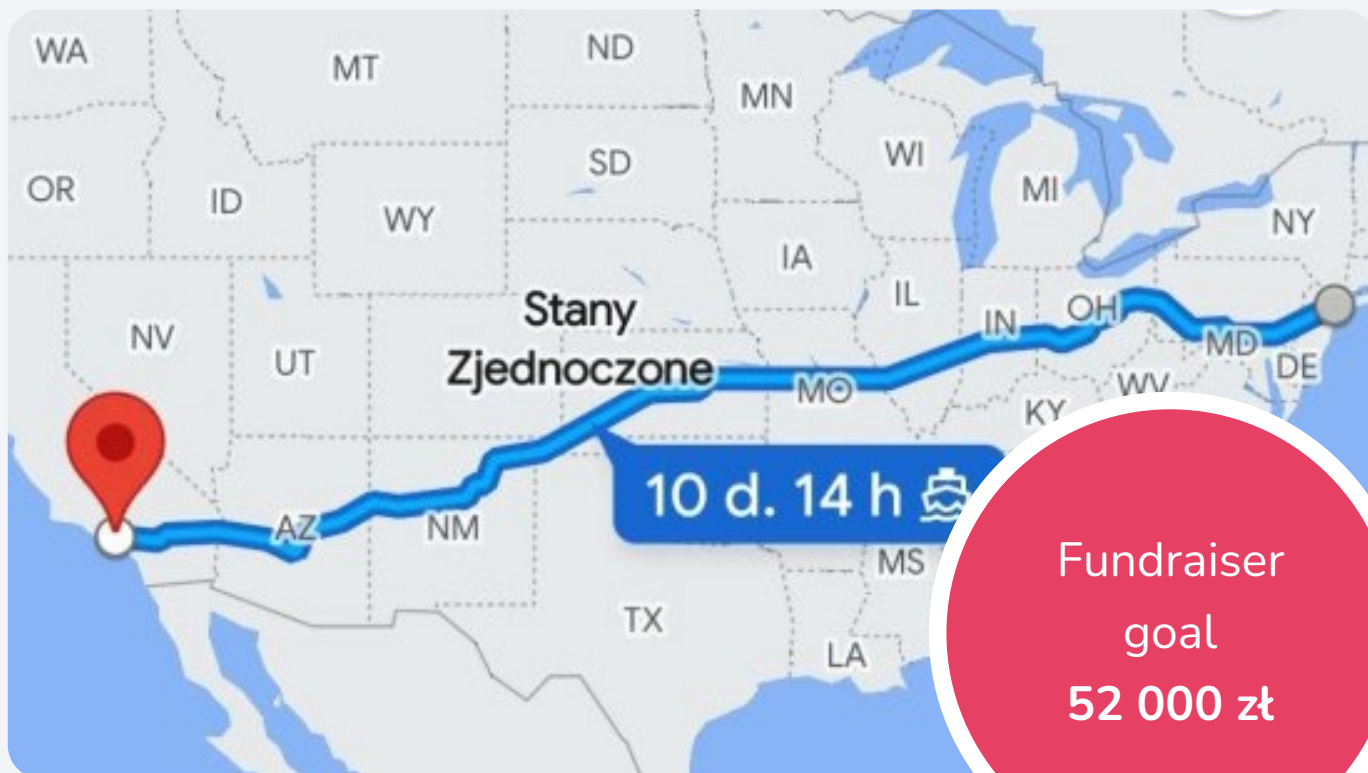 WA
MT
ND
MN
OR
ID
SD
WI
MI
WY
NY
IA
Stany
Zjednoczone
NV
UT
IL
IN
OH
MD
DE
MO
WV
KY
10 d. 14 h
AZ
NM
MS
TX
LA
Fundraiser
goal
52 000 zł